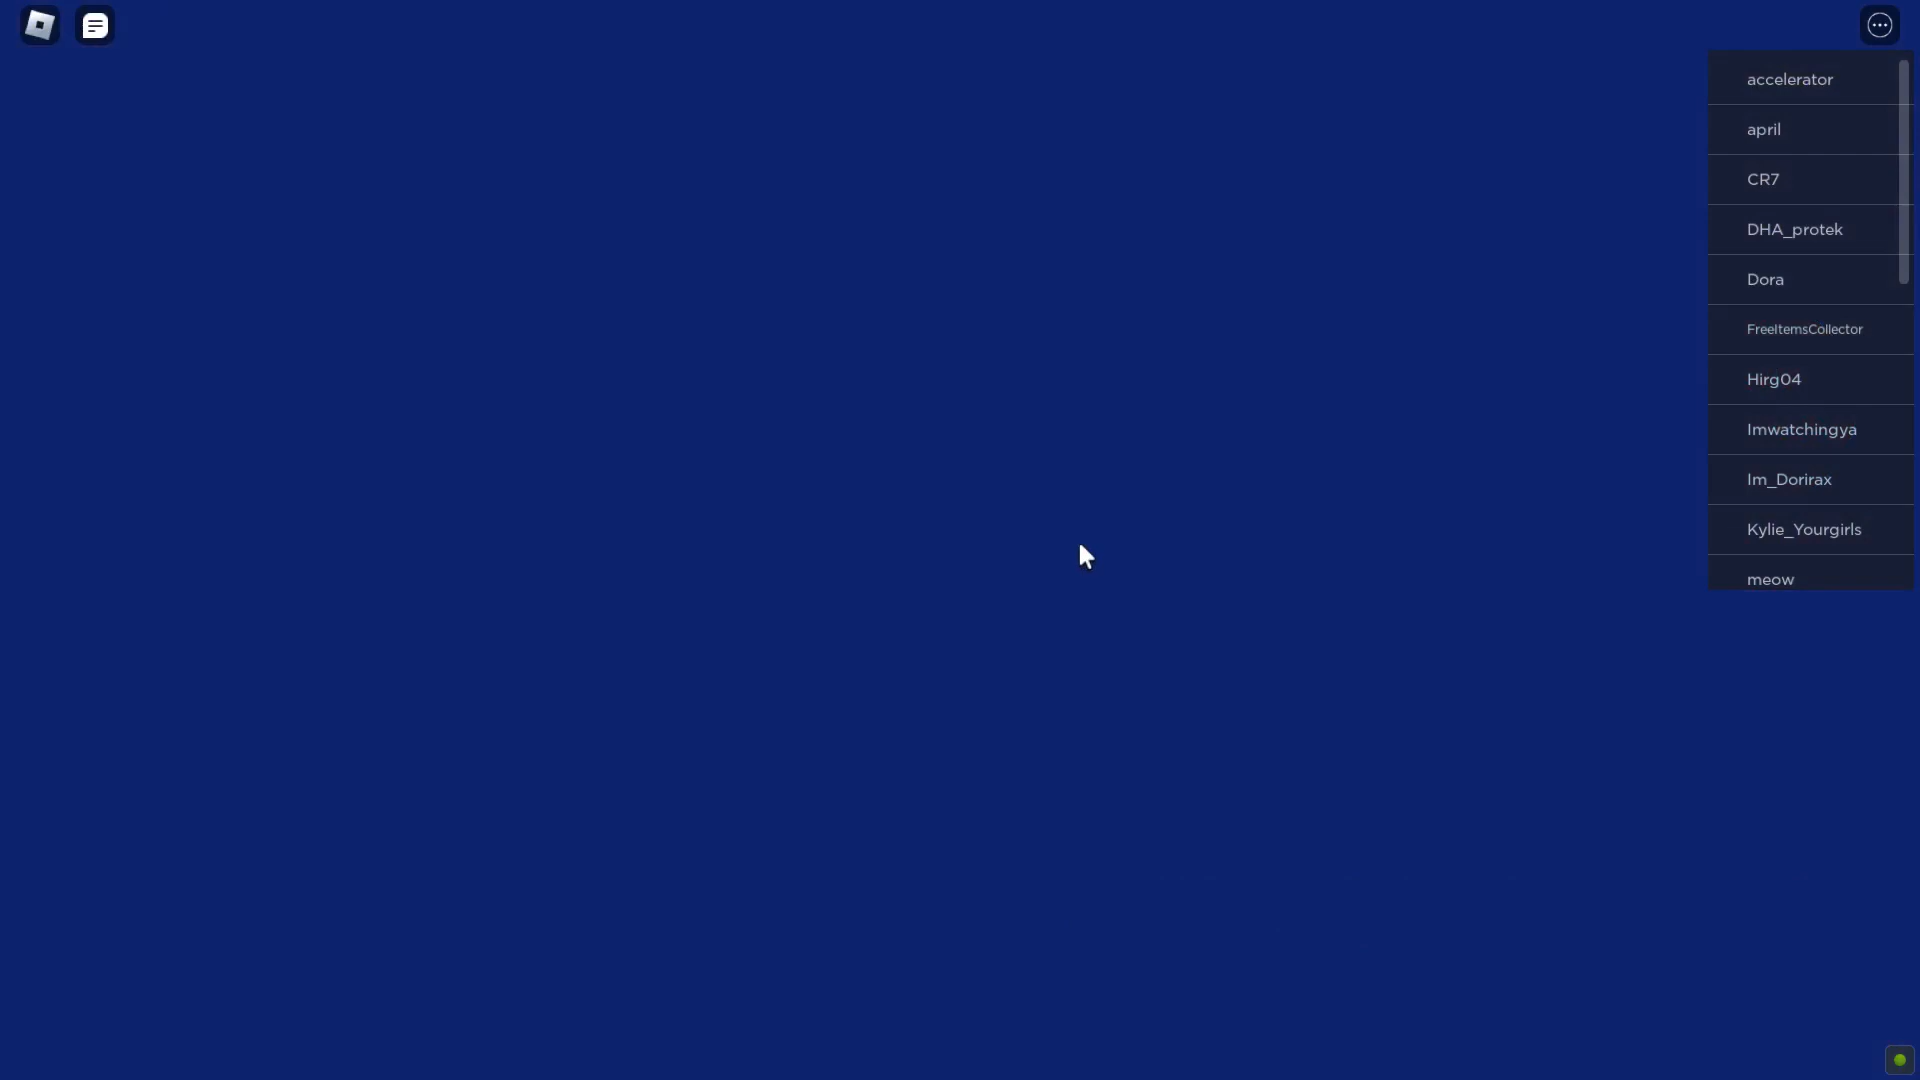 accelerator
april
CR7
DHA_protek
Dora
FreeItemsCollector
Hirg04
Imwatchingya
Im_Dorirax
Kylie_Yourgirls
meow